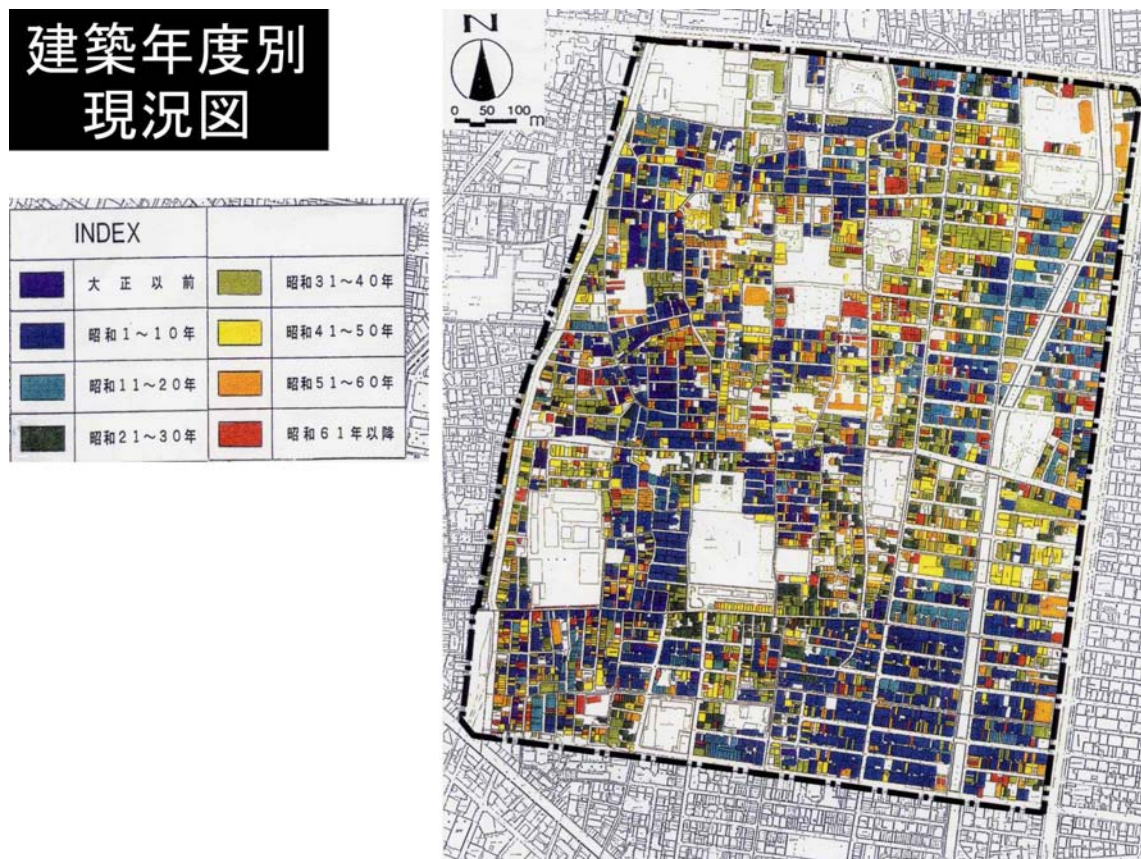 建築年度別
現況図
N
0 50 100
m
INDEX
大正以前
昭和31～40年
昭和1～10年
昭和41～50年
昭和11～20年
昭和51～60年
昭和21～30年
昭和61年以降